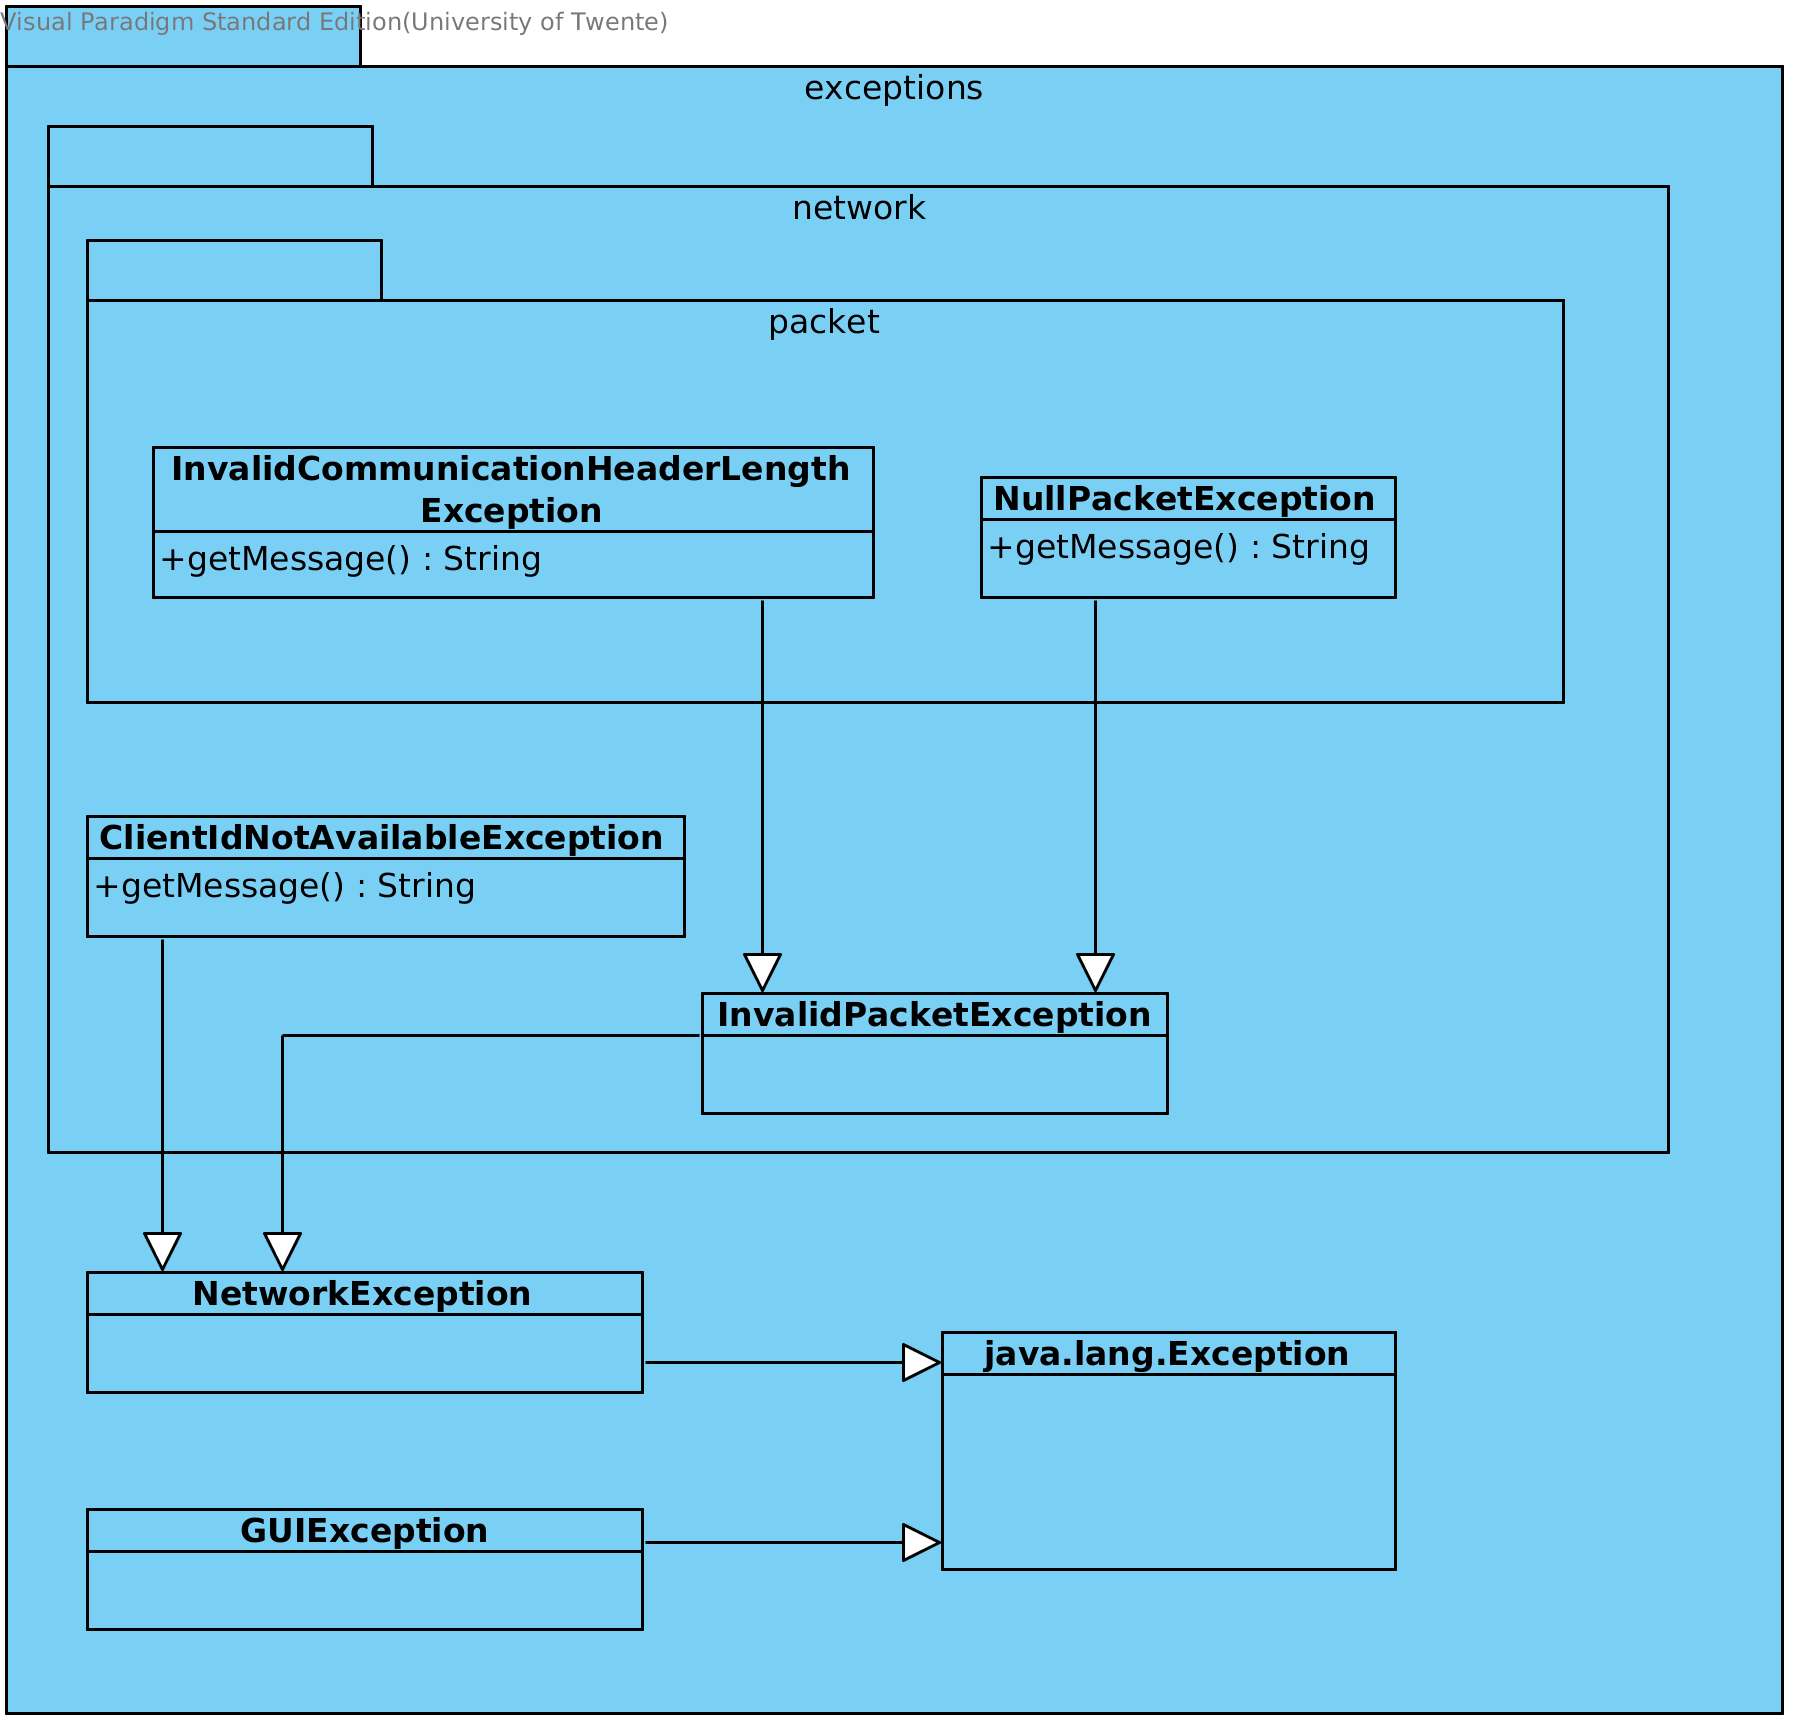 Visual Paradigm Standard Edition(University of Twente)
exceptions
network
packet
InvalidCommunicationHeaderLength
Exception
+getMessage() : String
NullPacketException
+getMessage() : String
ClientIdNotAvailableException
+getMessage() : String
InvalidPacketException
NetworkException
java.lang.Exception
GUIException